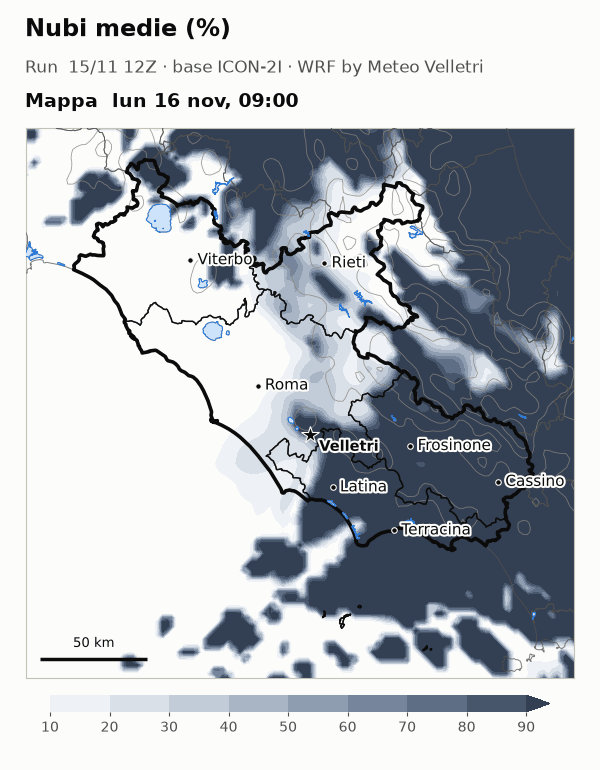 Nubi medie (%)
Run  15/11 12Z · base ICON-2I · WRF by Meteo Velletri
Mappa  lun 16 nov, 09:00
Viterbo
Rieti
Roma
Velletri
Frosinone
Cassino
Latina
Terracina
50 km
10 20 30 40 50 60 70 80 90